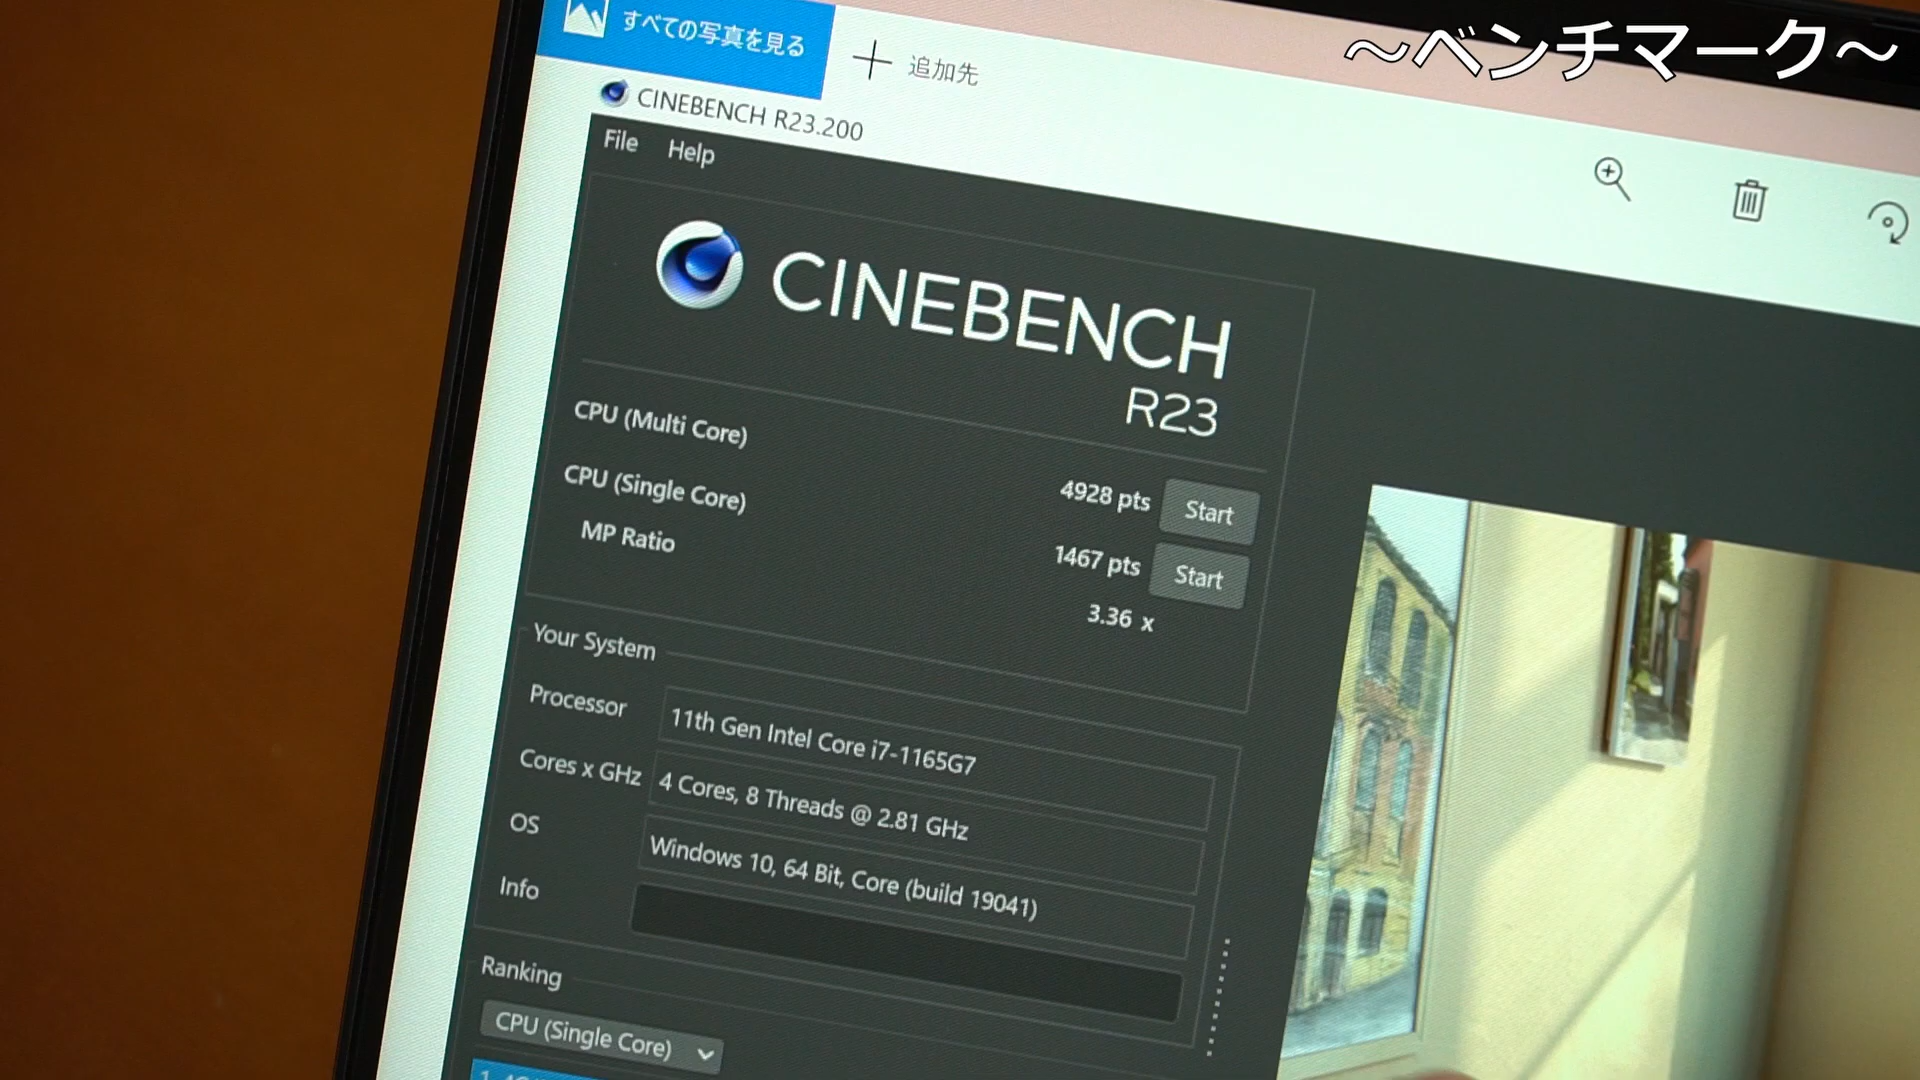 ～ベンチマーク～
すべての写真を見る
追加先
CINEBENCH R23.200
File Help
CINEBENCH
R23
CPU (Multi Core)
4928 pts Start
CPU (Single Core)
1467 pts Start
MP Ratio
3.36 x
Your System
Processor 11th Gen Intel Core i7-1165G7
Cores x GHz 4 Cores, 8 Threads @ 2.81 GHz
OS Windows 10, 64 Bit, Core (build 19041)
Info
Ranking
CPU (Single Core)